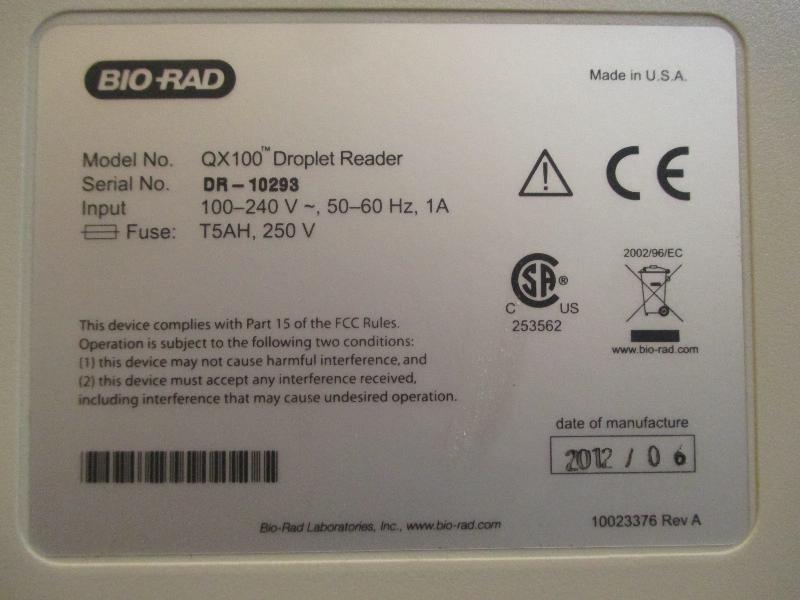 BIO-RAD
Made in U.S.A.
Model No. QX100™ Droplet Reader
Serial No. DR-10293
Input 100–240 V ~, 50–60 Hz, 1A
Fuse: T5AH, 250 V
CE
2002/96/EC
SA®
C US
253562
www.bio-rad.com
This device complies with Part 15 of the FCC Rules.
Operation is subject to the following two conditions:
(1) this device may not cause harmful interference, and
(2) this device must accept any interference received,
including interference that may cause undesired operation.
date of manufacture
2012 / 06
Bio-Rad Laboratories, Inc., www.bio-rad.com
10023376 Rev A